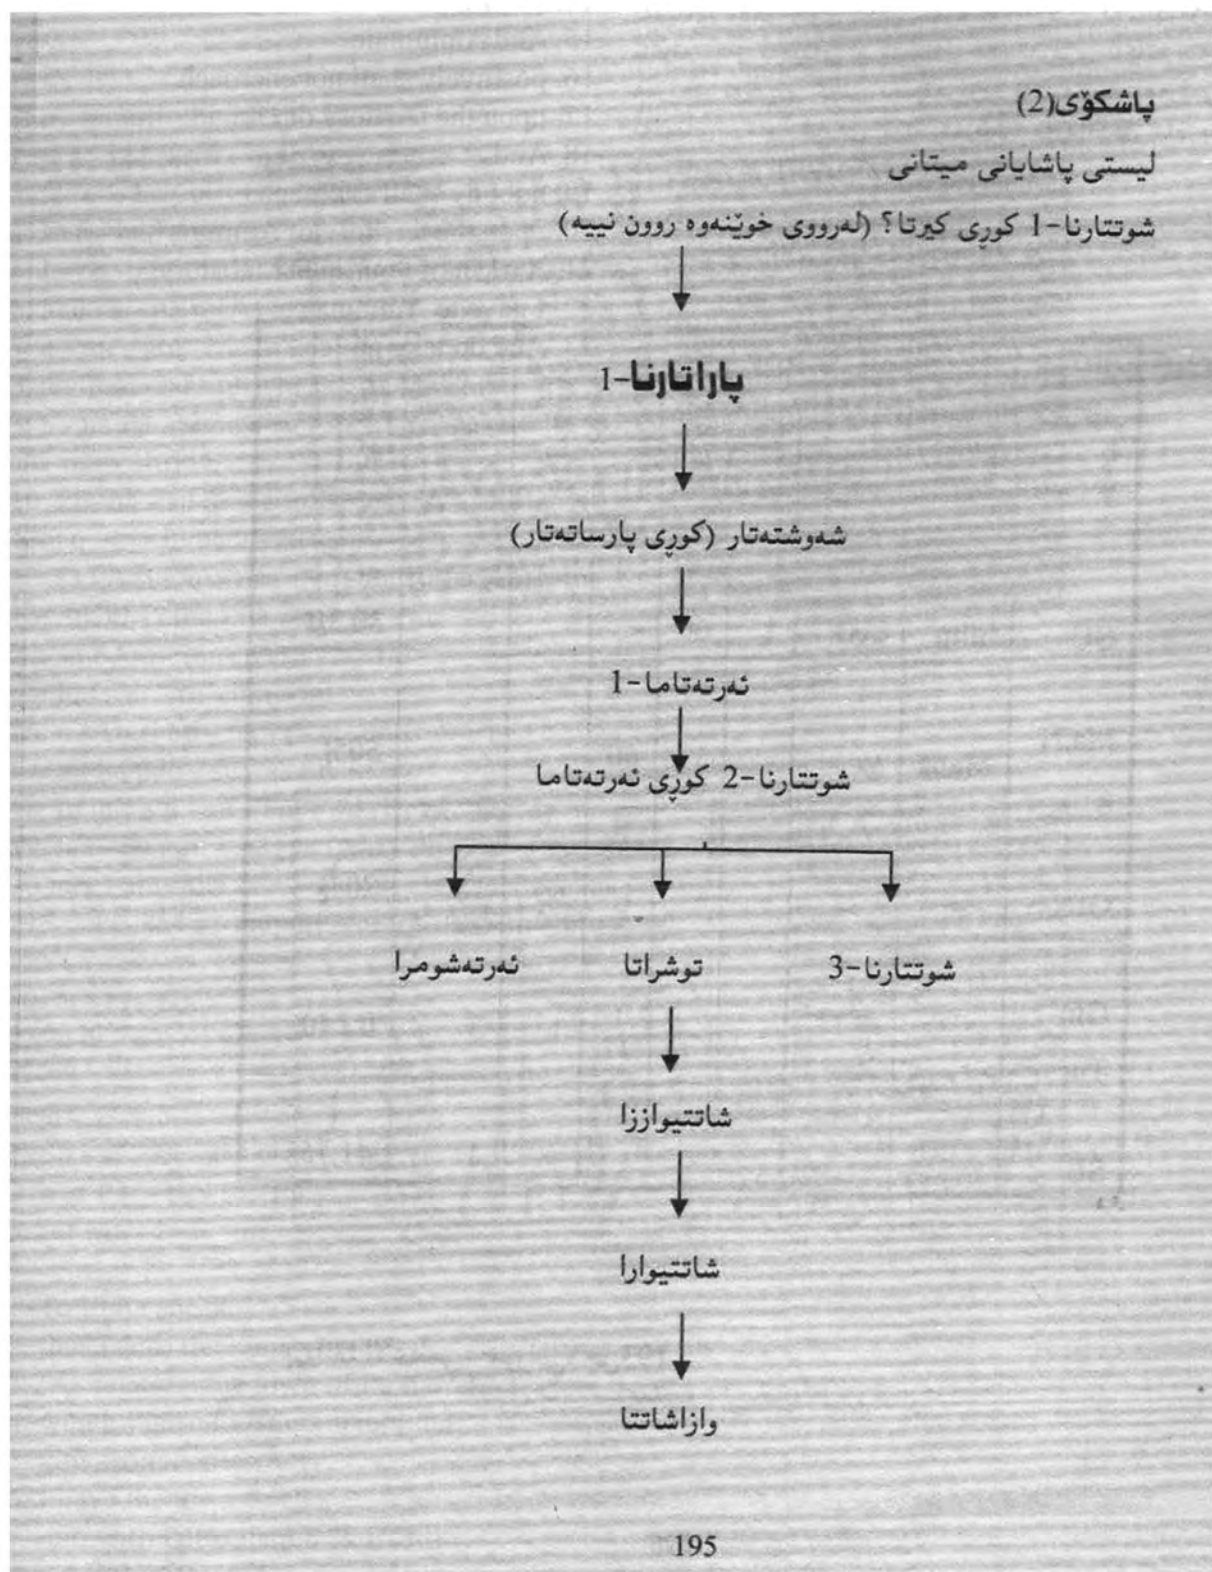 پاشکۆی(2)
لیستی پاشایانی میتانی
شوتتارنا-1 کوڕی کیرتا؟ (لەرووی خوێنەوە روون نییە)
پاراتارنا-1
شەوشتەتار (کوڕی پارساتەتار)
ئەرتەتاما-1
شوتتارنا-2 کوڕی ئەرتەتاما
شوتتارنا-3 توشراتا ئەرتەشومرا
شاتتیواززا
شاتتیوارا
وازاشاتتا
195